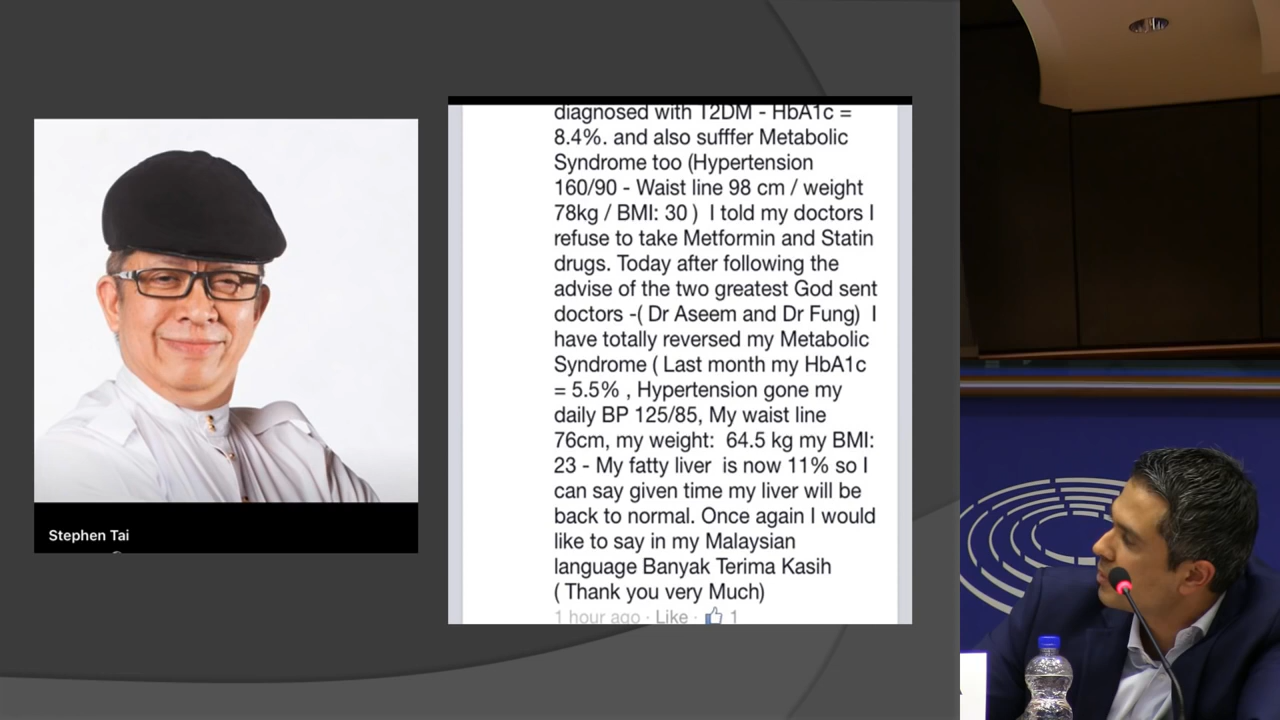 Stephen Tai
diagnosed with T2DM - HbA1c =
8.4%. and also sufffer Metabolic
Syndrome too (Hypertension
160/90 - Waist line 98 cm / weight
78kg / BMI: 30 )  I told my doctors I
refuse to take Metformin and Statin
drugs. Today after following the
advise of the two greatest God sent
doctors -( Dr Aseem and Dr Fung)  I
have totally reversed my Metabolic
Syndrome ( Last month my HbA1c
= 5.5% , Hypertension gone my
daily BP 125/85, My waist line
76cm, my weight:  64.5 kg my BMI:
23 - My fatty liver  is now 11% so I
can say given time my liver will be
back to normal. Once again I would
like to say in my Malaysian
language Banyak Terima Kasih
( Thank you very Much)
1 hour ago · Like · 1